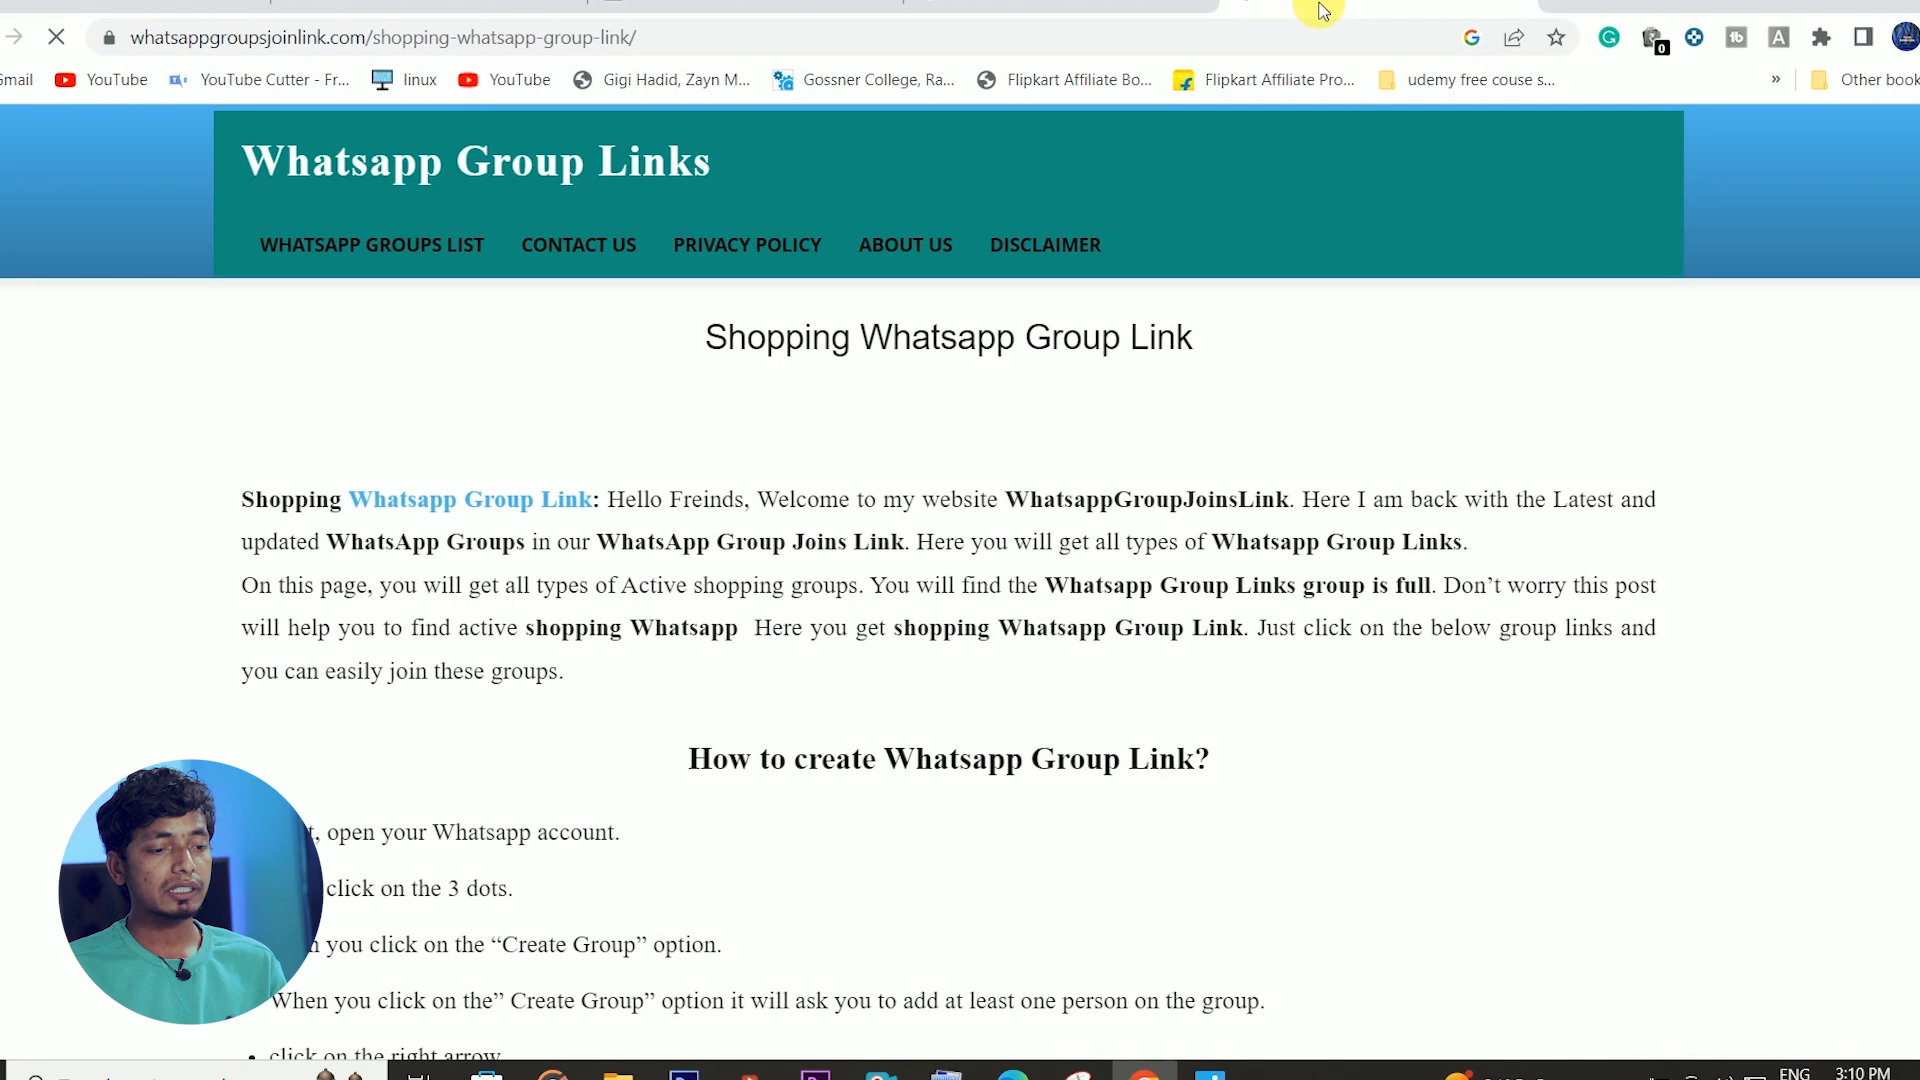 whatsappgroupsjoinlink.com/shopping-whatsapp-group-link/
0
Gmail YouTube YouTube Cutter - Fr... linux YouTube Gigi Hadid, Zayn M... Gossner College, Ra... Flipkart Affiliate Bo... Flipkart Affiliate Pro... udemy free couse s... » Other book
Whatsapp Group Links
WHATSAPP GROUPS LIST CONTACT US PRIVACY POLICY ABOUT US DISCLAIMER
Shopping Whatsapp Group Link
Shopping Whatsapp Group Link: Hello Freinds, Welcome to my website WhatsappGroupJoinsLink. Here I am back with the Latest and
updated WhatsApp Groups in our WhatsApp Group Joins Link. Here you will get all types of Whatsapp Group Links.
On this page, you will get all types of Active shopping groups. You will find the Whatsapp Group Links group is full. Don’t worry this post
will help you to find active shopping Whatsapp Here you get shopping Whatsapp Group Link. Just click on the below group links and
you can easily join these groups.
How to create Whatsapp Group Link?
open your Whatsapp account.
click on the 3 dots.
you click on the “Create Group” option.
When you click on the” Create Group” option it will ask you to add at least one person on the group.
click on the right arrow
ENG 3:10 PM